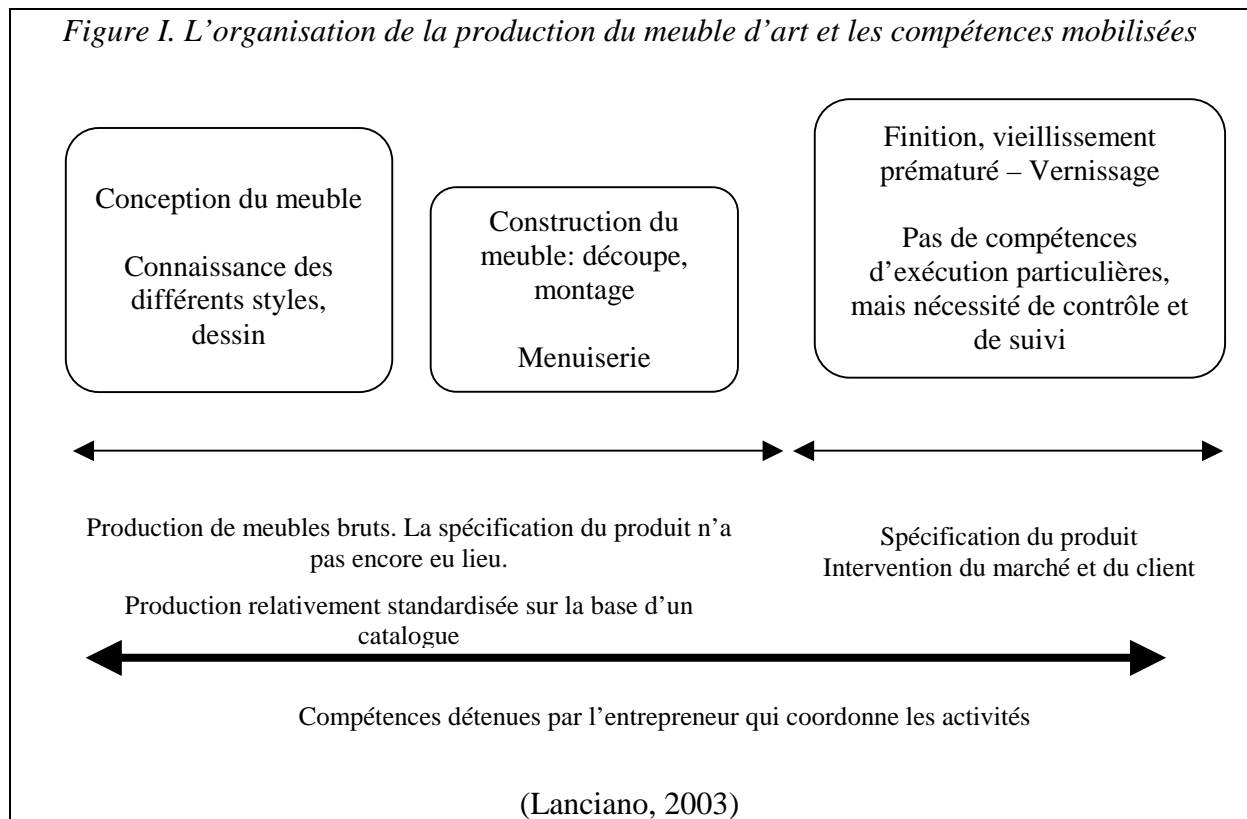 Figure I. L'organisation de la production du meuble d'art et les compétences mobilisées
Conception du meuble
Connaissance des
différents styles,
dessin
Construction du
meuble: découpe,
montage
Menuiserie
Finition, vieillissement
prématuré – Vernissage
Pas de compétences
d'exécution particulières,
mais nécessité de contrôle et
de suivi
Production de meubles bruts. La spécification du produit n'a
pas encore eu lieu.
Production relativement standardisée sur la base d'un
catalogue
Spécification du produit
Intervention du marché et du client
Compétences détenues par l'entrepreneur qui coordonne les activités
(Lanciano, 2003)